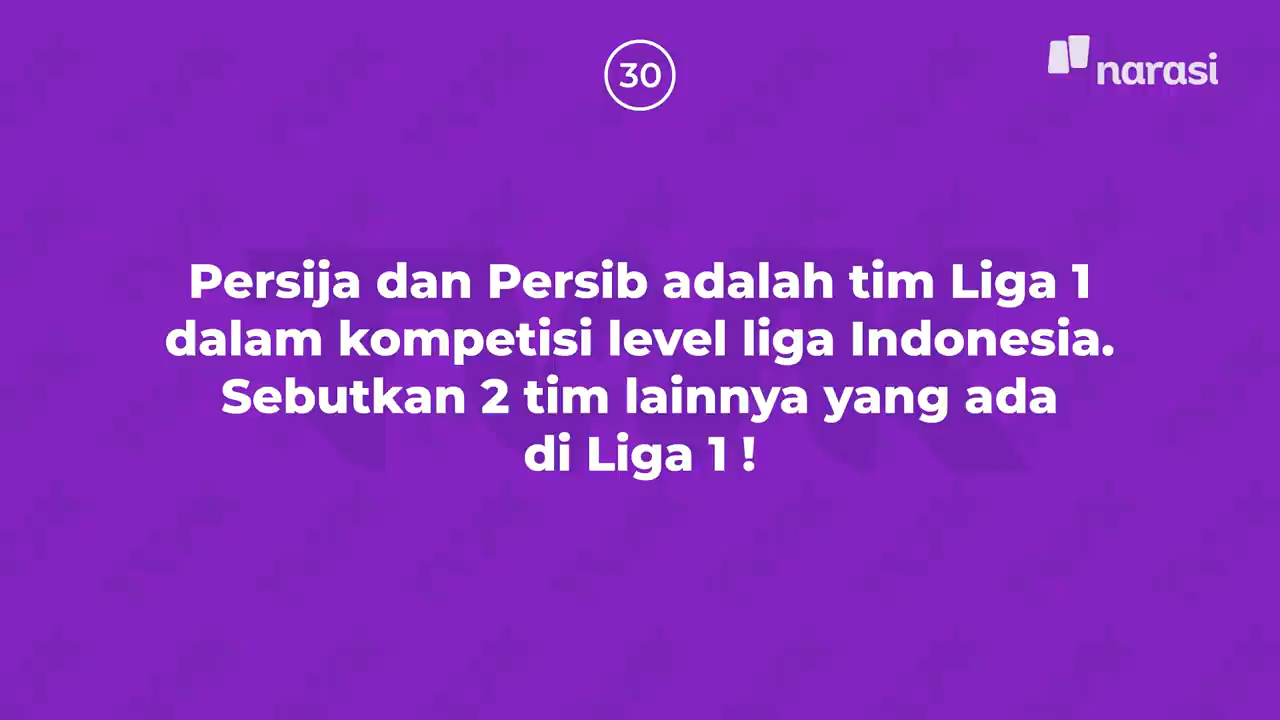 30
narasi
Persija dan Persib adalah tim Liga 1
dalam kompetisi level liga Indonesia.
Sebutkan 2 tim lainnya yang ada
di Liga 1 !